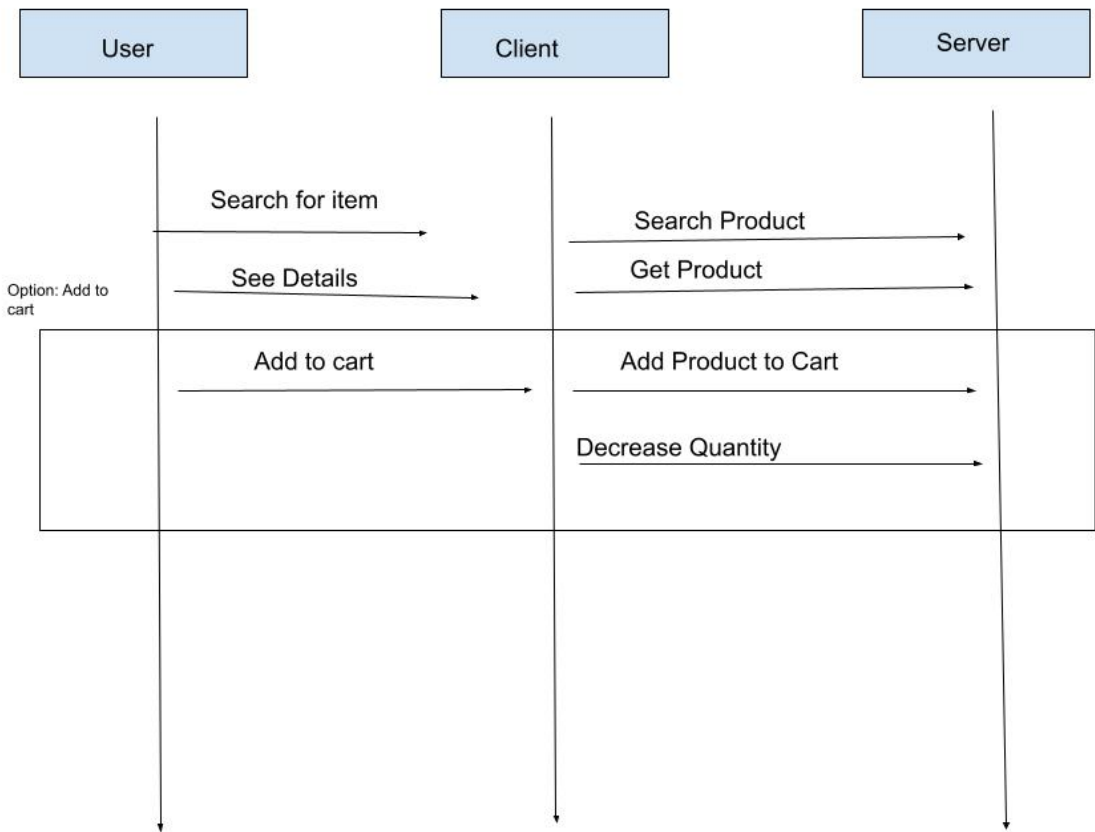 User
Client
Server
Search for item
Search Product
See Details
Get Product
Option: Add to
cart
Add to cart
Add Product to Cart
Decrease Quantity